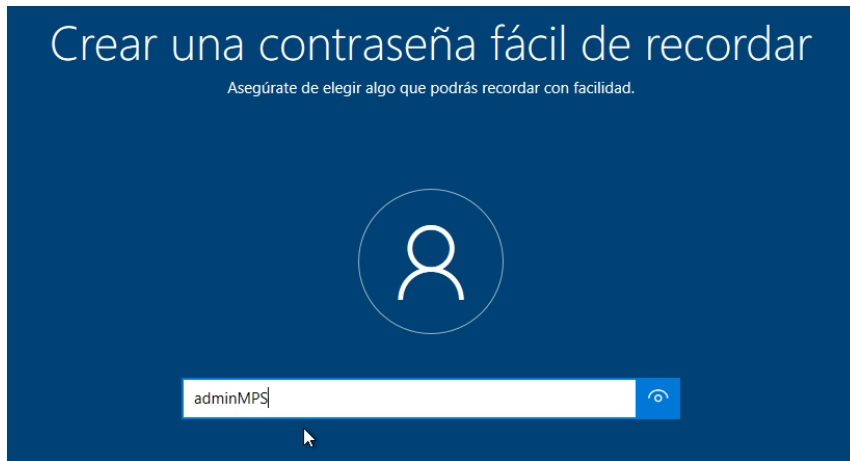 Crear una contraseña fácil de recordar
Asegúrate de elegir algo que podrás recordar con facilidad.
adminMPS